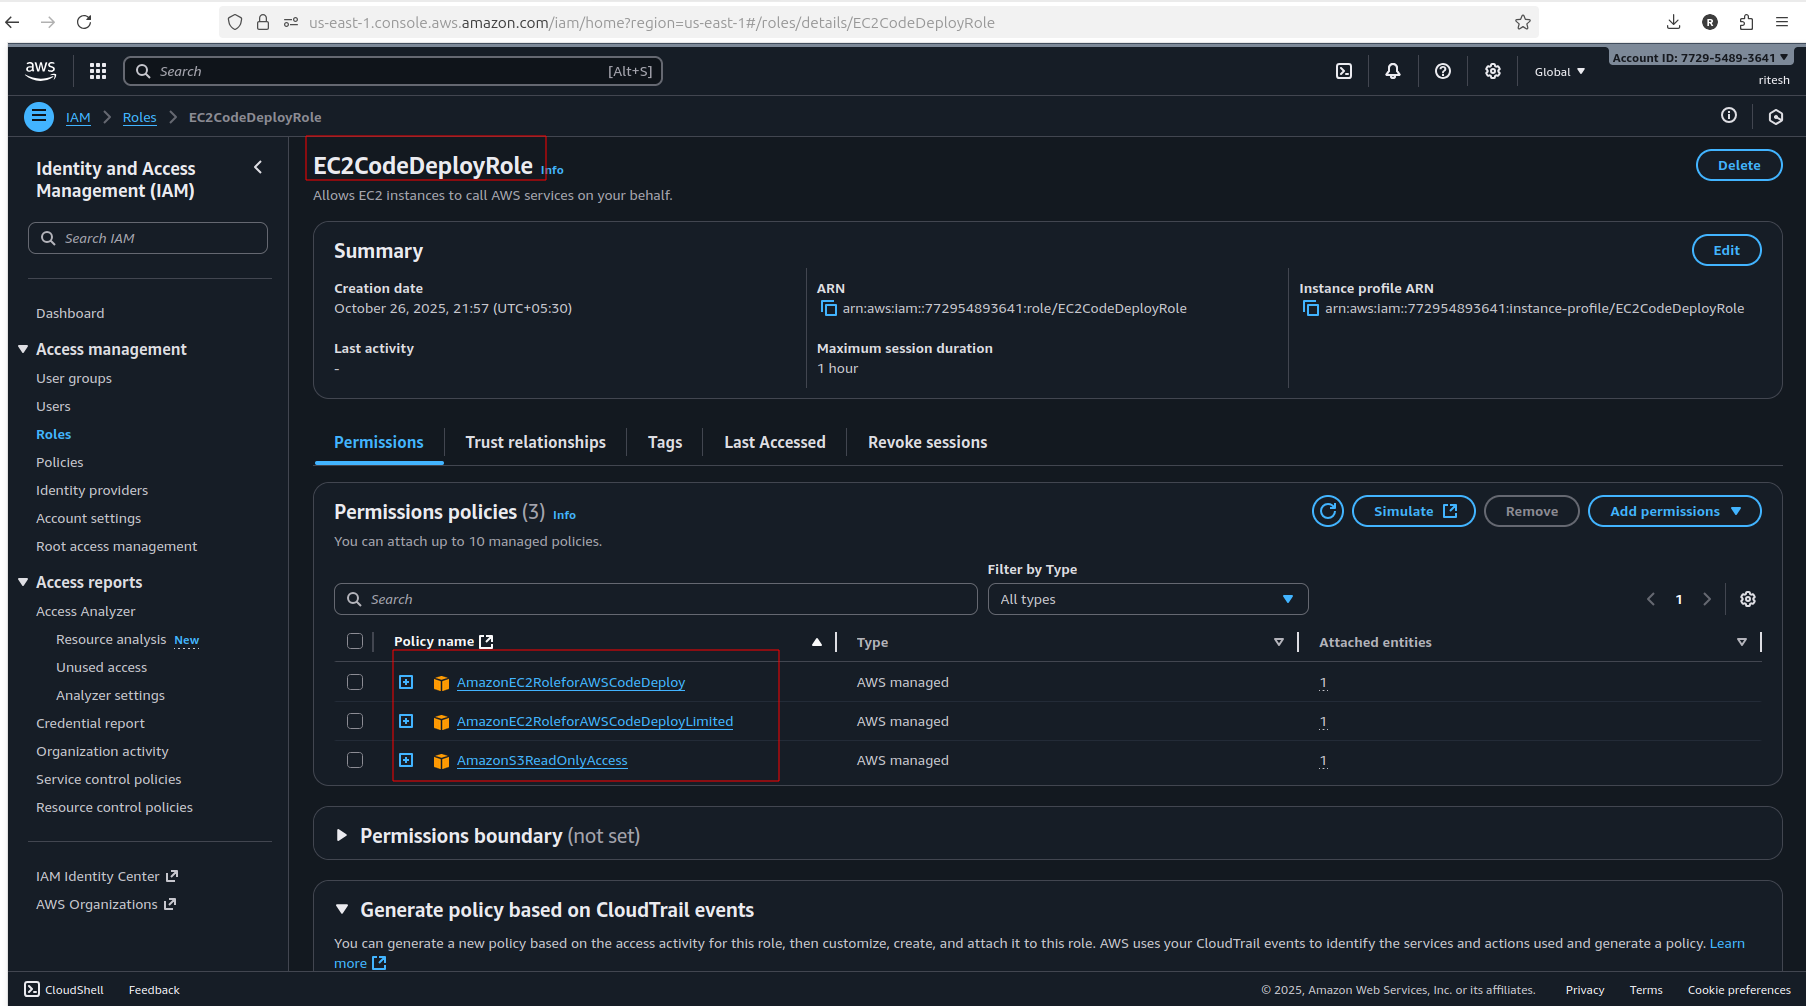 us-east-1.console.aws.amazon.com/iam/home?region=us-east-1#/roles/details/EC2CodeDeployRole
R
aws
Search
[Alt+S]
Global
Account ID: 7729-5489-3641
ritesh
IAM
Roles
EC2CodeDeployRole
Identity and Access
Management (IAM)
Search IAM
Dashboard
Access management
User groups
Users
Roles
Policies
Identity providers
Account settings
Root access management
Access reports
Access Analyzer
Resource analysis New
Unused access
Analyzer settings
Credential report
Organization activity
Service control policies
Resource control policies
IAM Identity Center
AWS Organizations
EC2CodeDeployRole Info
Delete
Allows EC2 instances to call AWS services on your behalf.
Summary
Edit
Creation date
October 26, 2025, 21:57 (UTC+05:30)
Last activity
-
ARN
arn:aws:iam::772954893641:role/EC2CodeDeployRole
Maximum session duration
1 hour
Instance profile ARN
arn:aws:iam::772954893641:instance-profile/EC2CodeDeployRole
Permissions
Trust relationships
Tags
Last Accessed
Revoke sessions
Permissions policies (3) Info
You can attach up to 10 managed policies.
Simulate
Remove
Add permissions
Filter by Type
Search
All types
1
Policy name
Type
Attached entities
AmazonEC2RoleforAWSCodeDeploy
AWS managed
1
AmazonEC2RoleforAWSCodeDeployLimited
AWS managed
1
AmazonS3ReadOnlyAccess
AWS managed
1
Permissions boundary (not set)
Generate policy based on CloudTrail events
You can generate a new policy based on the access activity for this role, then customize, create, and attach it to this role. AWS uses your CloudTrail events to identify the services and actions used and generate a policy. Learn
more
CloudShell
Feedback
© 2025, Amazon Web Services, Inc. or its affiliates.
Privacy
Terms
Cookie preferences